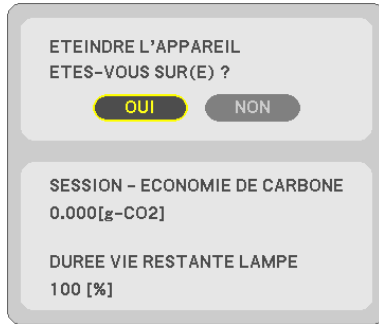 ETEINDRE L'APPAREIL
ETES-VOUS SUR(E) ?
OUI NON
SESSION - ECONOMIE DE CARBONE
0.000[g-CO2]
DUREE VIE RESTANTE LAMPE
100 [%]